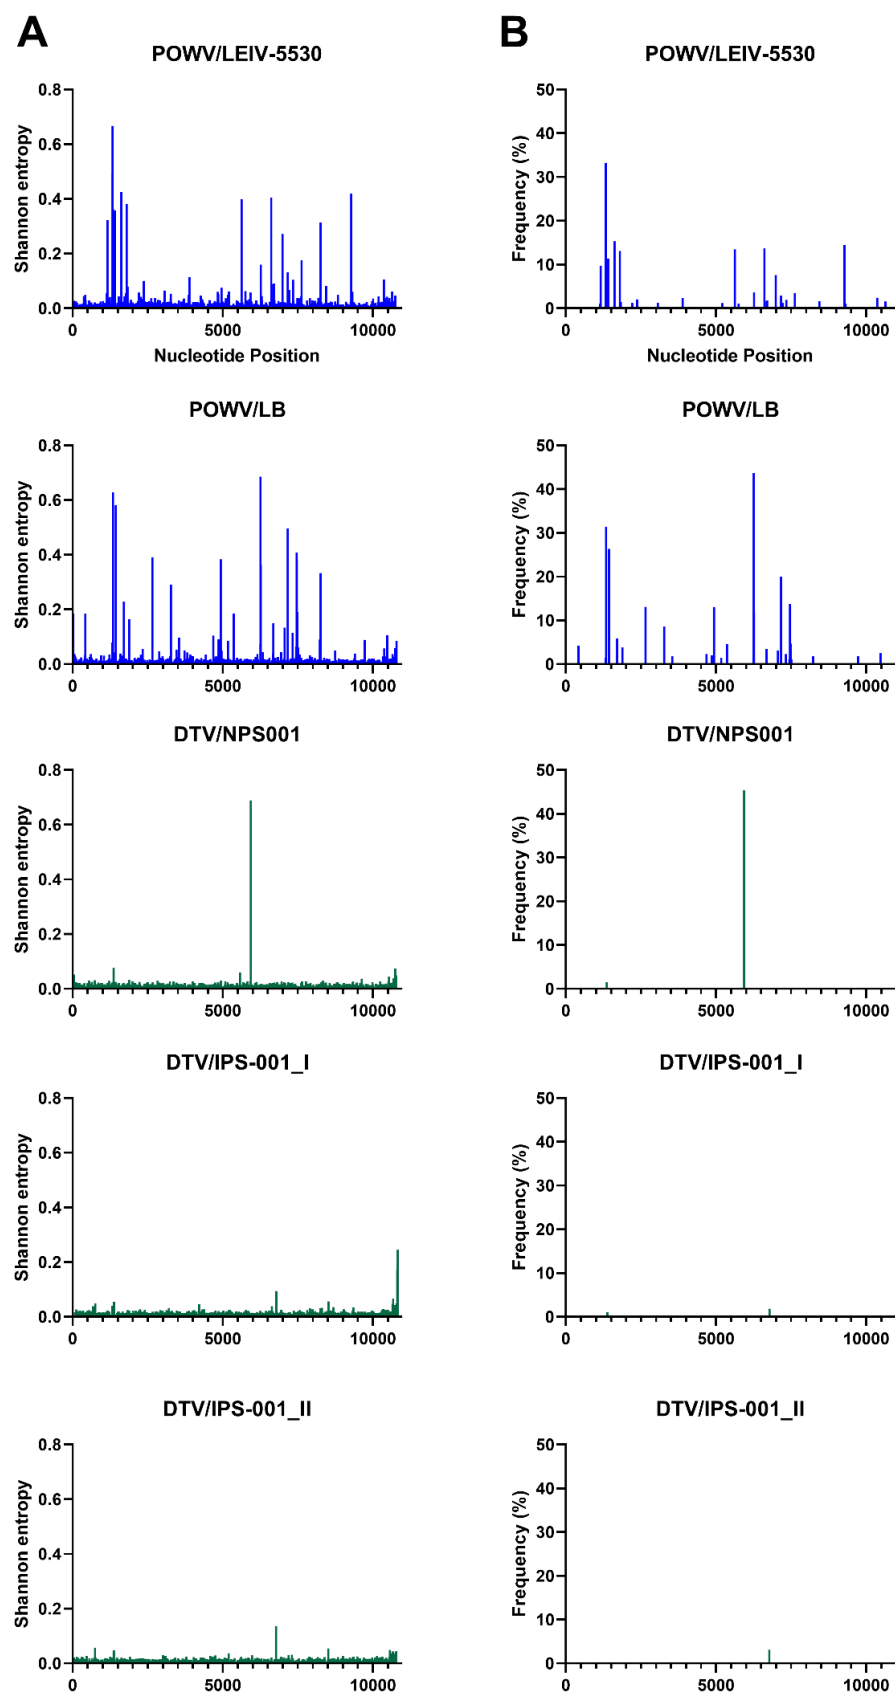 A B
POWV/LEIV-5530 POWV/LEIV-5530
Shannon entropy
0.8
0.6
0.4
0.2
0.0
0 5000 10000
Nucleotide Position
Frequency (%)
50
40
30
20
10
0
0 5000 10000
Nucleotide Position
POWV/LB POWV/LB
Shannon entropy
0.8
0.6
0.4
0.2
0.0
0 5000 10000
Frequency (%)
50
40
30
20
10
0
0 5000 10000
DTV/NPS001 DTV/NPS001
Shannon entropy
0.8
0.6
0.4
0.2
0.0
0 5000 10000
Frequency (%)
50
40
30
20
10
0
0 5000 10000
DTV/IPS-001_I DTV/IPS-001_I
Shannon entropy
0.8
0.6
0.4
0.2
0.0
0 5000 10000
Frequency (%)
50
40
30
20
10
0
0 5000 10000
DTV/IPS-001_II DTV/IPS-001_II
Shannon entropy
0.8
0.6
0.4
0.2
0.0
0 5000 10000
Frequency (%)
50
40
30
20
10
0
0 5000 10000